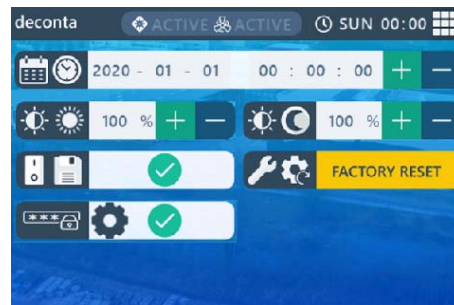 deconta ACTIVE ACTIVE SUN 00:00
2020 - 01 - 01 00 : 00 : 00 + −
100 % + − 100 % + −
FACTORY RESET
***